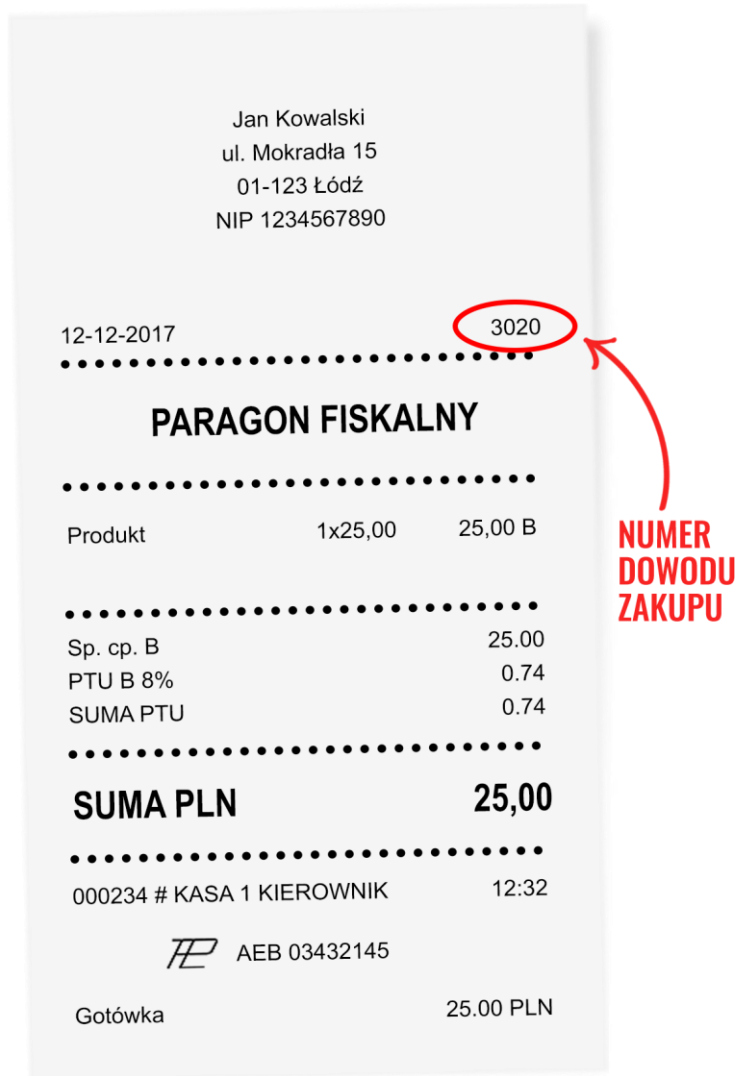 Jan Kowalski
ul. Mokradła 15
01-123 Łódź
NIP 1234567890
12-12-2017 3020
PARAGON FISKALNY
Produkt 1x25,00 25,00 B
NUMER
DOWODU
ZAKUPU
Sp. cp. B 25.00
PTU B 8% 0.74
SUMA PTU 0.74
SUMA PLN 25,00
000234 # KASA 1 KIEROWNIK 12:32
AEB 03432145
Gotówka 25.00 PLN